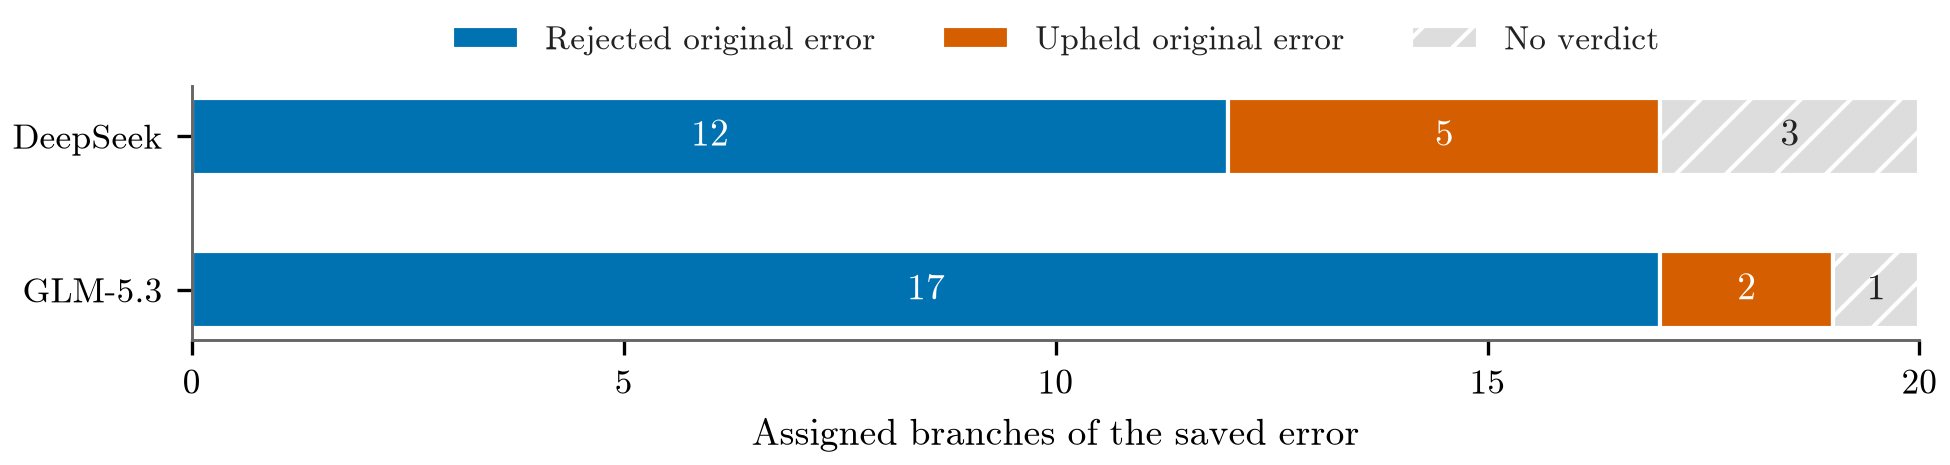 Rejected original error Upheld original error No verdict
DeepSeek 12 5 3
GLM-5.3 17 2 1
0 5 10 15 20
Assigned branches of the saved error